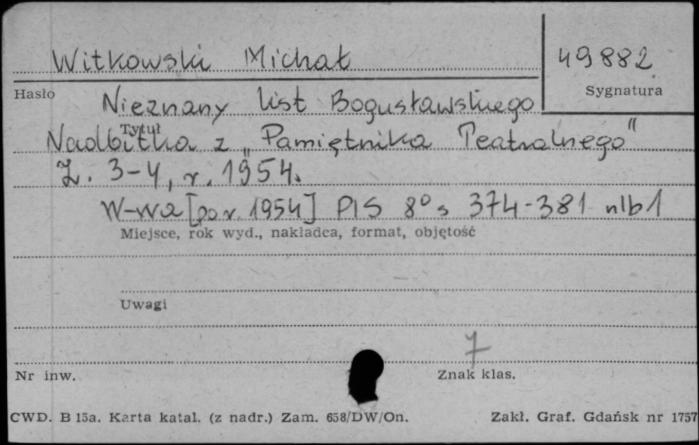 Witkowski Michał
49882
Hasło
Sygnatura
Nieznany list Bogusławskiego
Tytuł
Nadbitka z „Pamiętnika Teatralnego"
Z. 3-4, r. 1954.
W-wa [po r. 1954] PIS 8° s 374-381 nlb 1
Miejsce, rok wyd., nakładca, format, objętość
Uwagi
7
Nr inw.
Znak klas.
CWD. B 15a. Karta katal. (z nadr.) Zam. 658/DW/On.
Zakł. Graf. Gdańsk nr 1757